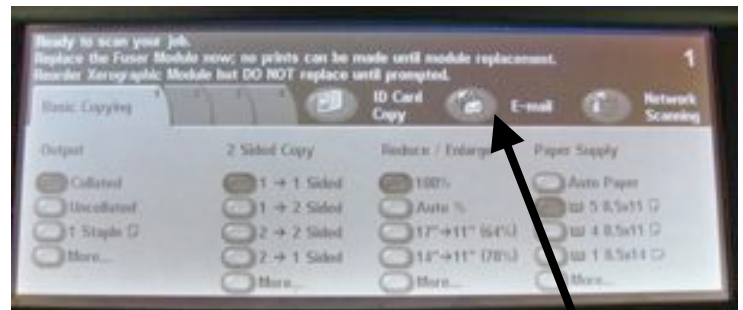 Ready to scan your job.
Replace the Fuser Module now; no prints can be made until module replacement.
Reorder Xerographic Module but DO NOT replace until prompted.
1
Basic Copying
1 2 3 4
ID Card Copy
E-mail
Network Scanning
Output
Collated
Uncollated
1 Staple
More...
2 Sided Copy
1 → 1 Sided
1 → 2 Sided
2 → 2 Sided
2 → 1 Sided
More...
Reduce / Enlarge
100%
Auto %
17"→11" (64%)
14"→11" (78%)
More...
Paper Supply
Auto Paper
5 8.5x11
4 8.5x11
1 8.5x14
More...